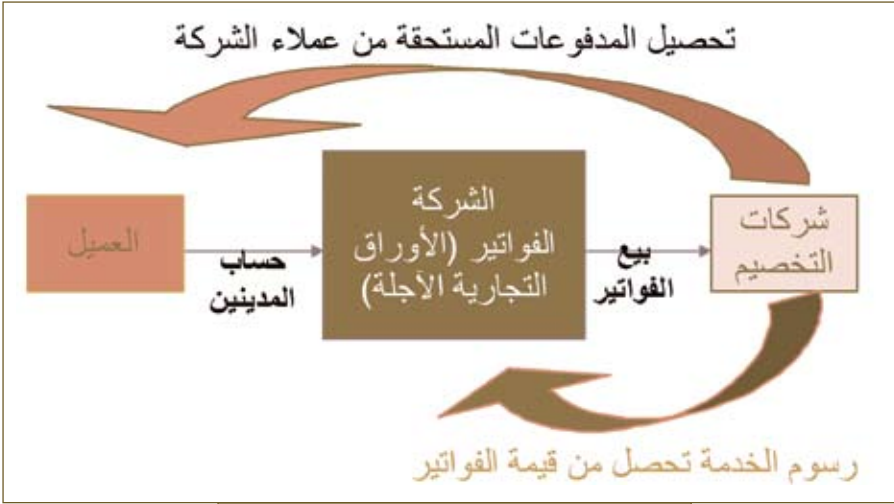 تحصيل المدفوعات المستحقة من عملاء الشركة
شركات
التخصيم
بيع
الفواتير
الشركة
الفواتير (الأوراق
التجارية الآجلة)
حساب
المدينين
العميل
رسوم الخدمة تحصل من قيمة الفواتير